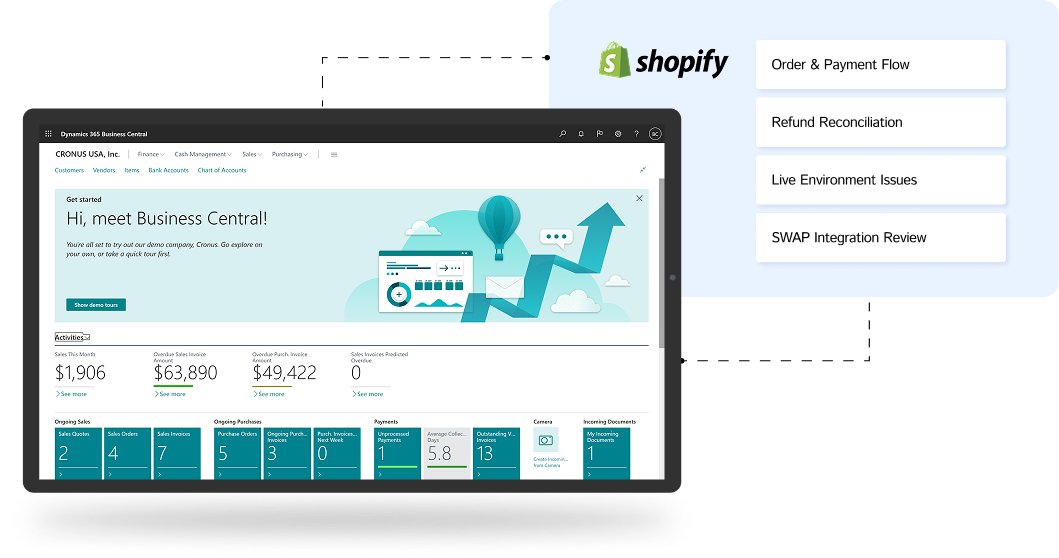 shopify
Order & Payment Flow
Refund Reconciliation
Live Environment Issues
SWAP Integration Review
Dynamics 365 Business Central
BC
CRONUS USA, Inc.
Finance
Cash Management
Sales
Purchasing
Customers
Vendors
Items
Bank Accounts
Chart of Accounts
Get started
Hi, meet Business Central!
You're all set to try out our demo company, Cronus. Go explore on
your own, or take a quick tour first.
Show demo tours
Activities
Sales This Month
$1,906
See more
Overdue Sales Invoice
Amount
$63,890
See more
Overdue Purch. Invoice
Amount
$49,422
See more
Sales Invoices Predicted
Overdue
0
See more
Ongoing Sales
Sales Quotes
2
Sales Orders
4
Sales Invoices
7
Ongoing Purchases
Purchase Orders
5
Ongoing Purch...
Invoices
3
Purch. Invoices...
Next Week
0
Payments
Unprocessed
Payments
1
Average Collec...
Days
5.8
Outstanding V...
Invoices
13
Camera
Create Incomin...
from Camera
Incoming Documents
My Incoming
Documents
1